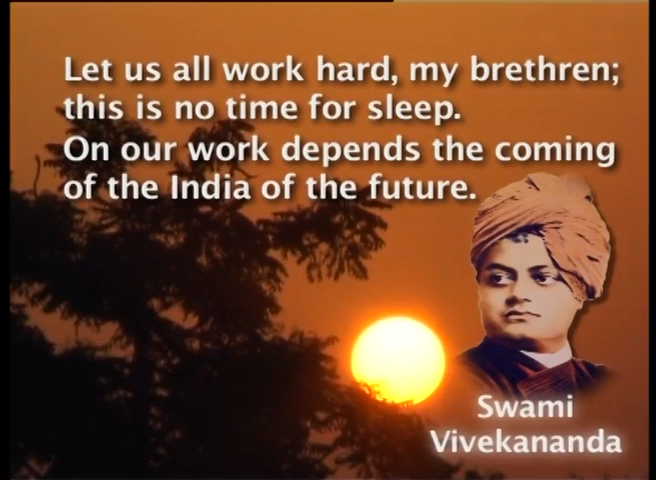 Let us all work hard, my brethren;
this is no time for sleep.
On our work depends the coming
of the India of the future.
Swami
Vivekananda